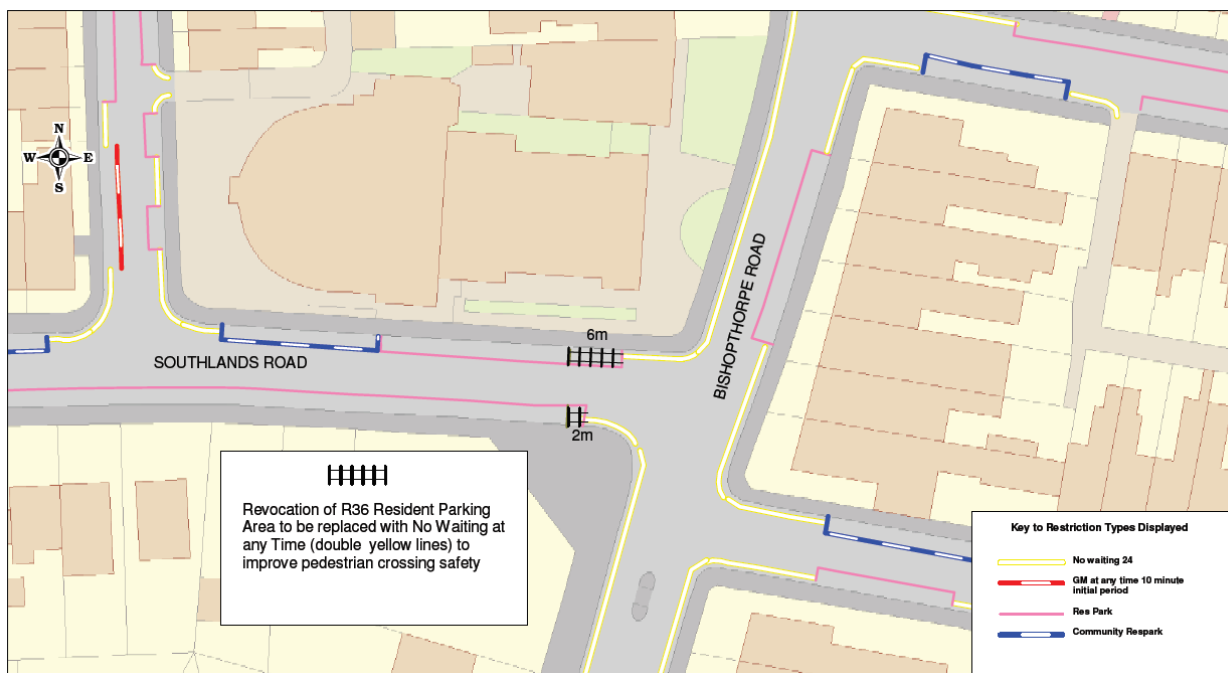 N
W E
S
BISHOPTHORPE ROAD
6m
SOUTHLANDS ROAD
2m
Revocation of R36 Resident Parking
Area to be replaced with No Waiting at
any Time (double yellow lines) to
improve pedestrian crossing safety
Key to Restriction Types Displayed
No waiting 24
GM at any time 10 minute
initial period
Res Park
Community Respark